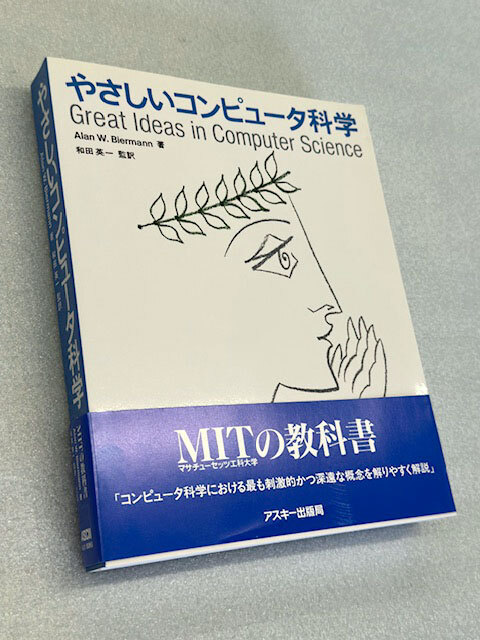 やさしいコンピュータ科学
Great Ideas in Computer Science
Alan W. Biermann 著
和田 英一 監訳
MITの教科書
マサチューセッツ工科大学
「コンピュータ科学における最も刺激的かつ深遠な概念を解りやすく解説」
アスキー出版局
やさしいコンピュータ科学